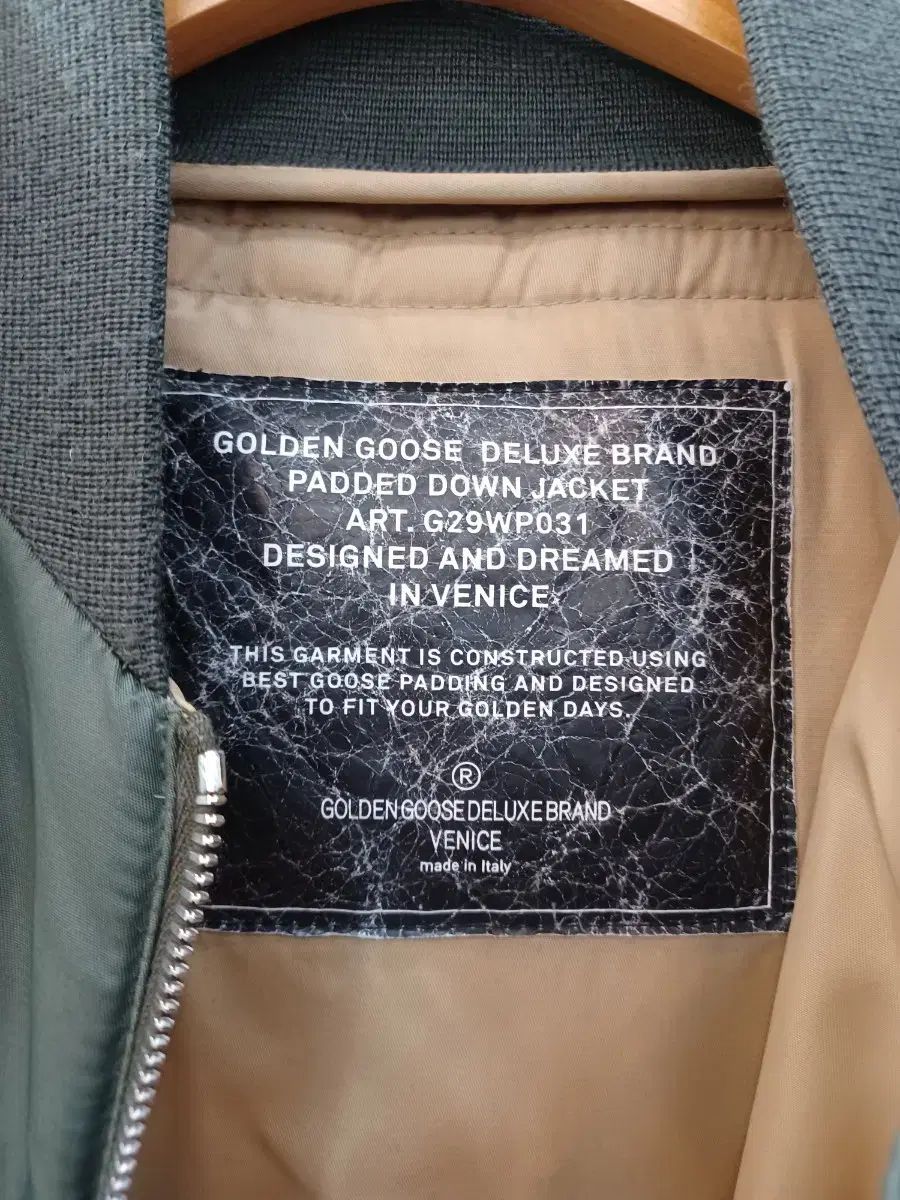 GOLDEN GOOSE DELUXE BRAND
PADDED DOWN JACKET
ART. G29WP031
DESIGNED AND DREAMED
IN VENICE
THIS GARMENT IS CONSTRUCTED USING
BEST GOOSE PADDING AND DESIGNED
TO FIT YOUR GOLDEN DAYS.
®
GOLDEN GOOSE DELUXE BRAND
VENICE
made in Italy